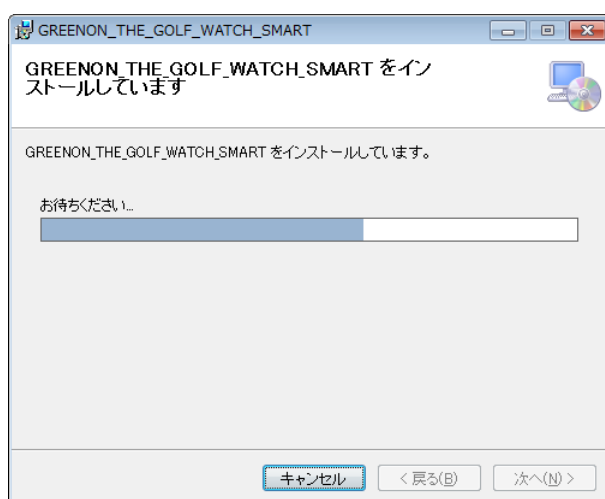 GREENON_THE_GOLF_WATCH_SMART
GREENON_THE_GOLF_WATCH_SMART をイン
ストールしています
GREENON_THE_GOLF_WATCH_SMART をインストールしています。
お待ちください...
キャンセル
< 戻る(B)
次へ(N) >